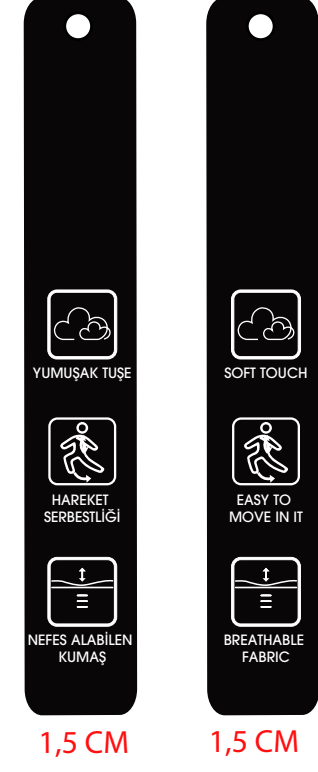 YUMUŞAK TUŞE
HAREKET
SERBESTLİĞİ
NEFES ALABİLEN
KUMAŞ
1,5 CM
SOFT TOUCH
EASY TO
MOVE IN IT
BREATHABLE
FABRIC
1,5 CM